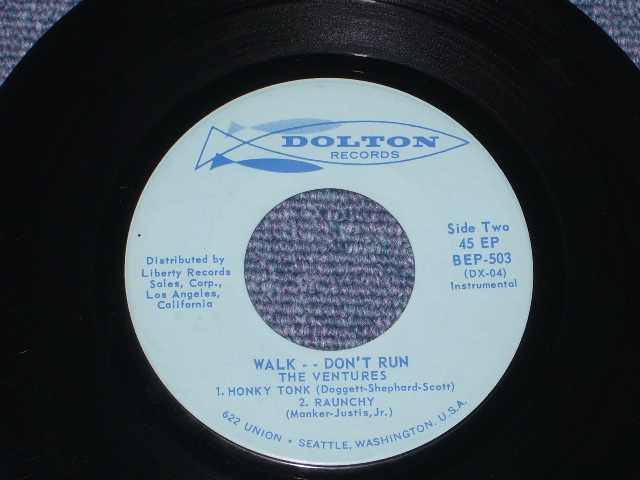 DOLTON
RECORDS
Side Two
45 EP
BEP-503
(DX-04)
Instrumental
Distributed by
Liberty Records
Sales, Corp.,
Los Angeles,
California
WALK - - DON'T RUN
THE VENTURES
1. HONKY TONK (Doggett-Shephard-Scott)
2. RAUNCHY
(Manker-Justis, Jr.)
622 UNION • SEATTLE, WASHINGTON. U.S.A.